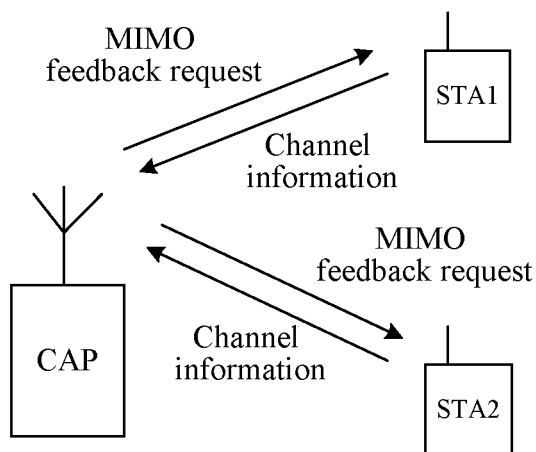 MIMO
feedback request
STA1
Channel
information
MIMO
feedback request
CAP
Channel
information
STA2